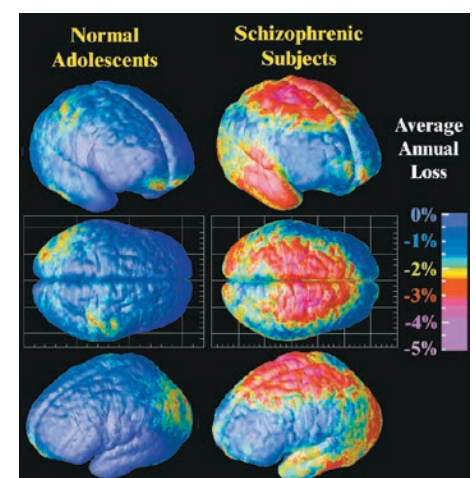 Normal
Adolescents
Schizophrenic
Subjects
Average
Annual
Loss
0%
-1%
-2%
-3%
-4%
-5%